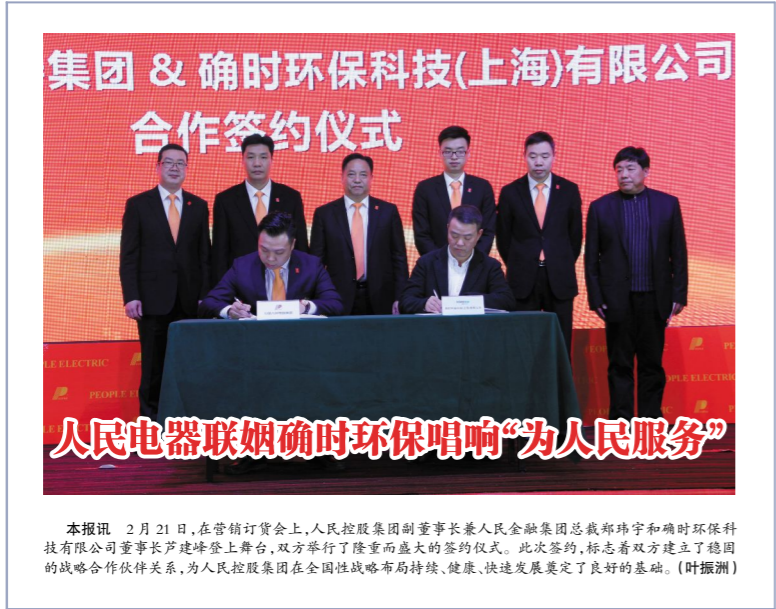 集团 & 确时环保科技(上海)有限公司
合作签约仪式
PLE ELECTRIC
PEOPLE ELECTRIC
PLE ELECTRIC
PEOPLE
人民电器联姻确时环保唱响“为人民服务”
本报讯 2月21日，在营销订货会上，人民控股集团副董事长兼人民金融集团总裁郑玮宇和确时环保科
技有限公司董事长芦建峰登上舞台，双方举行了隆重而盛大的签约仪式。此次签约，标志着双方建立了稳固
的战略合作伙伴关系，为人民控股集团在全国性战略布局持续、健康、快速发展奠定了良好的基础。(叶振洲)